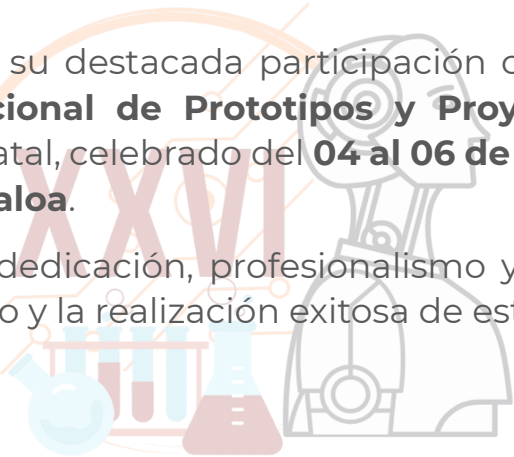 su destacada participación
cional de Prototipos y Proy
atal, celebrado del 04 al 06 de
aloa.
XXVI
dedicación, profesionalismo y
o y la realización exitosa de es